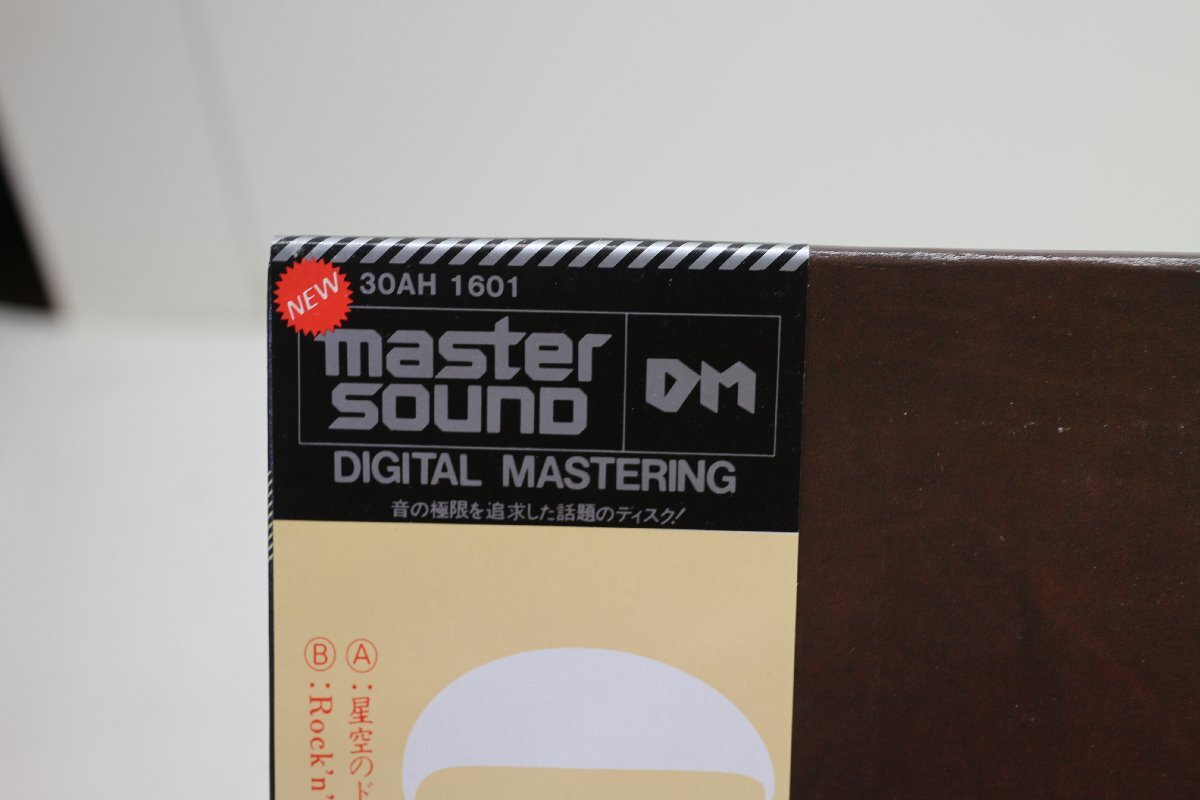 NEW
30AH 1601
master
sound
DM
DIGITAL MASTERING
音の極限を追求した話題のディスク!
Ⓐ:星空のド
Ⓑ:Rock'n'